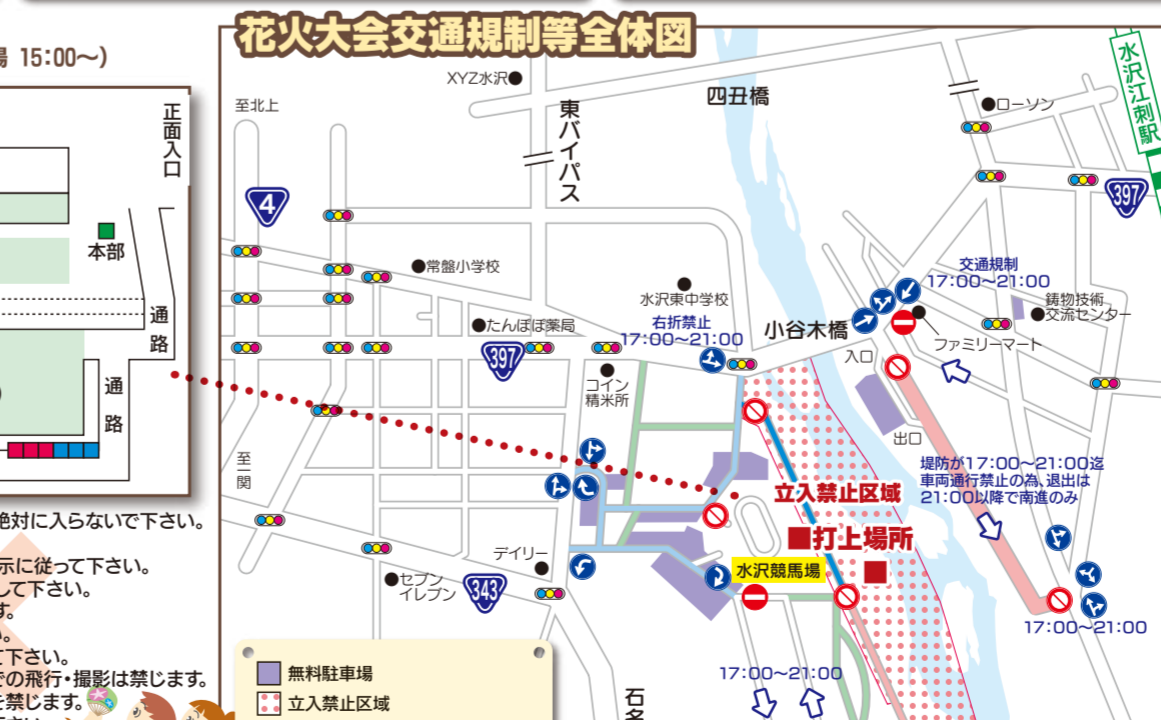 場 15:00〜)
正面入口
本部
通路
通路
絶対に入らないで下さい。
示に従って下さい。
して下さい。
す。
い。
て下さい。
での飛行・撮影は禁じます。
を禁じます。
花火大会交通規制等全体図
XYZ水沢
至北上
東バイパス
四丑橋
ローソン
水沢江刺駅
4
397
常盤小学校
水沢東中学校
交通規制
17:00〜21:00
鋳物技術
交流センター
たんぽぽ薬局
右折禁止
17:00〜21:00
小谷木橋
ファミリーマート
397
入口
コイン
精米所
出口
至一関
堤防が17:00〜21:00迄
車両通行禁止の為、退出は
21:00以降で南進のみ
立入禁止区域
打上場所
デイリー
水沢競馬場
セブン
イレブン
343
17:00〜21:00
17:00〜21:00
無料駐車場
立入禁止区域
石